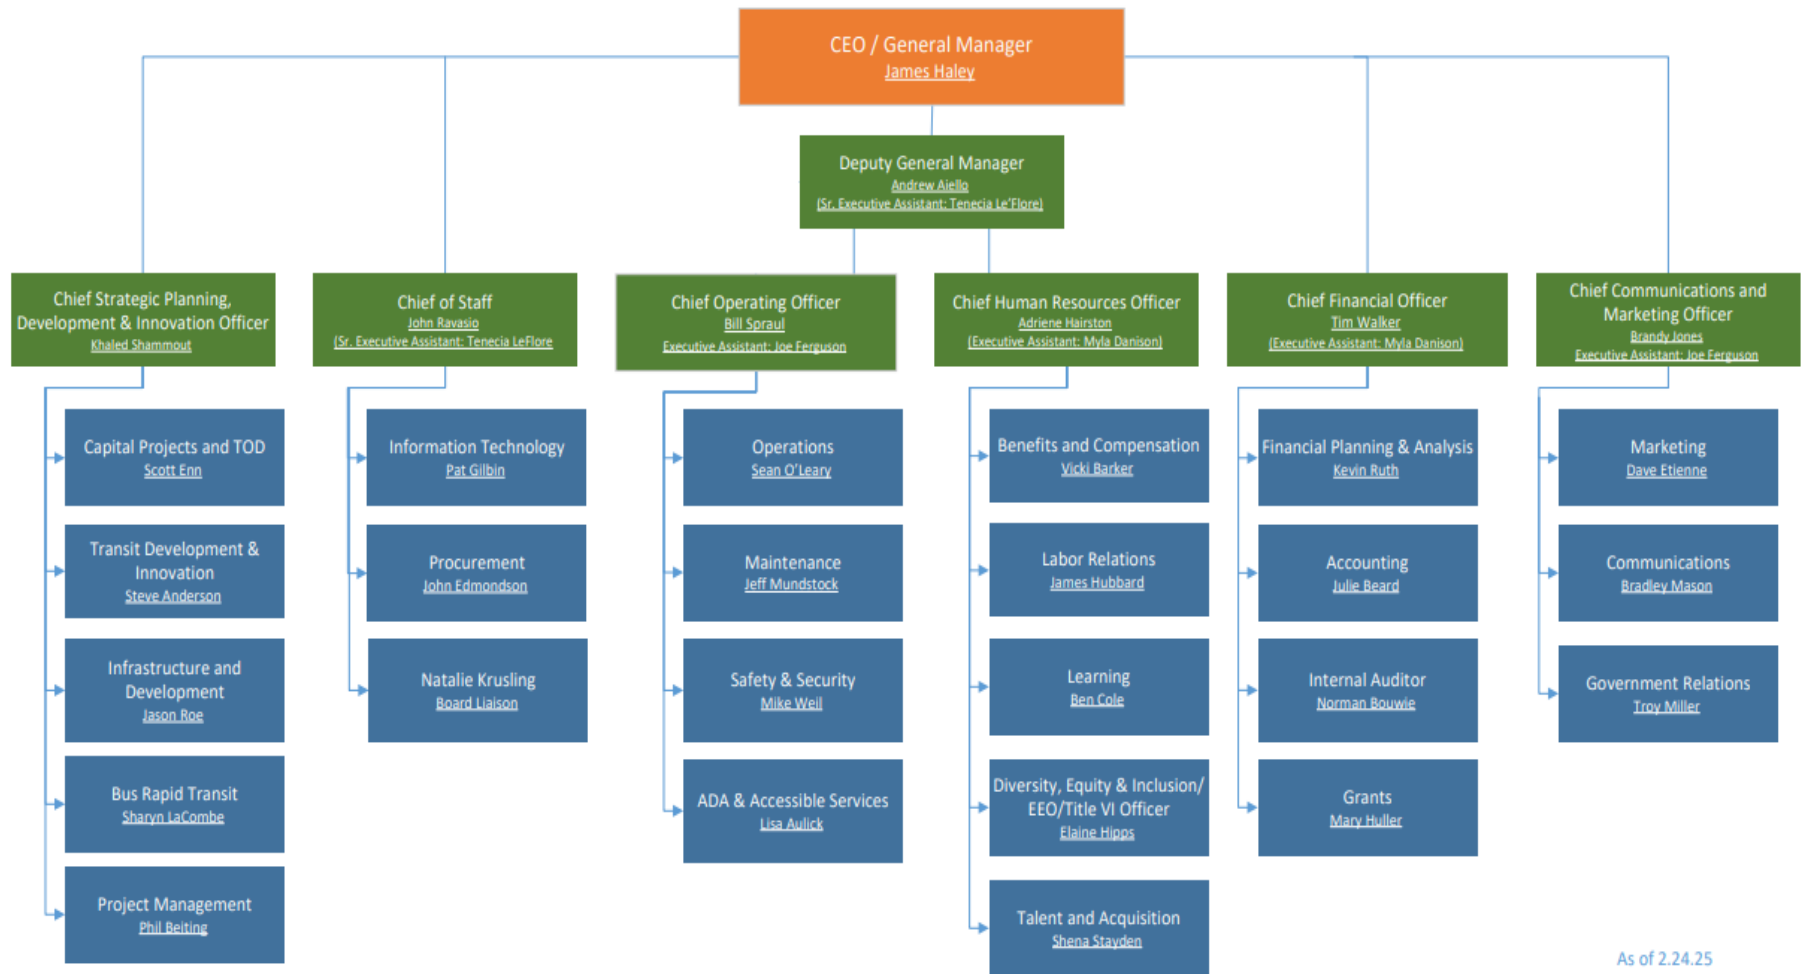 CEO / General Manager
James Haley
Deputy General Manager
Andrew Aiello
(Sr. Executive Assistant: Tenecia Le'Flore)
Chief Strategic Planning,
Development & Innovation Officer
Khaled Shammout
Chief of Staff
John Ravasio
(Sr. Executive Assistant: Tenecia LeFlore
Chief Operating Officer
Bill Spraul
Executive Assistant: Joe Ferguson
Chief Human Resources Officer
Adriene Hairston
(Executive Assistant: Myla Danison)
Chief Financial Officer
Tim Walker
(Executive Assistant: Myla Danison)
Chief Communications and
Marketing Officer
Brandy Jones
Executive Assistant: Joe Ferguson
Capital Projects and TOD
Scott Enn
Transit Development &
Innovation
Steve Anderson
Infrastructure and
Development
Jason Roe
Bus Rapid Transit
Sharyn LaCombe
Project Management
Phil Beiting
Information Technology
Pat Gilbin
Procurement
John Edmondson
Natalie Krusling
Board Liaison
Operations
Sean O'Leary
Maintenance
Jeff Mundstock
Safety & Security
Mike Weil
ADA & Accessible Services
Lisa Aulick
Benefits and Compensation
Vicki Barker
Labor Relations
James Hubbard
Learning
Ben Cole
Diversity, Equity & Inclusion/
EEO/Title VI Officer
Elaine Hipps
Talent and Acquisition
Shena Stayden
Financial Planning & Analysis
Kevin Ruth
Accounting
Julie Beard
Internal Auditor
Norman Bouwie
Grants
Mary Huller
Marketing
Dave Etienne
Communications
Bradley Mason
Government Relations
Troy Miller
As of 2.24.25